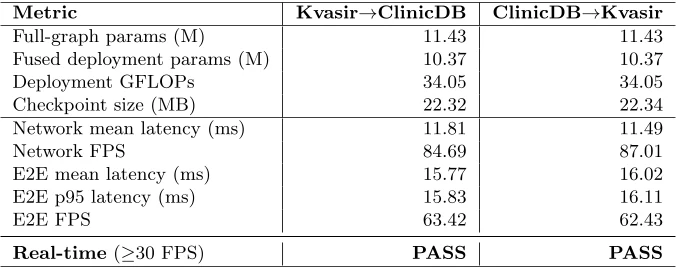 Metric Kvasir→ClinicDB ClinicDB→Kvasir
Full-graph params (M) 11.43 11.43
Fused deployment params (M) 10.37 10.37
Deployment GFLOPs 34.05 34.05
Checkpoint size (MB) 22.32 22.34
Network mean latency (ms) 11.81 11.49
Network FPS 84.69 87.01
E2E mean latency (ms) 15.77 16.02
E2E p95 latency (ms) 15.83 16.11
E2E FPS 63.42 62.43
Real-time (≥30 FPS) PASS PASS